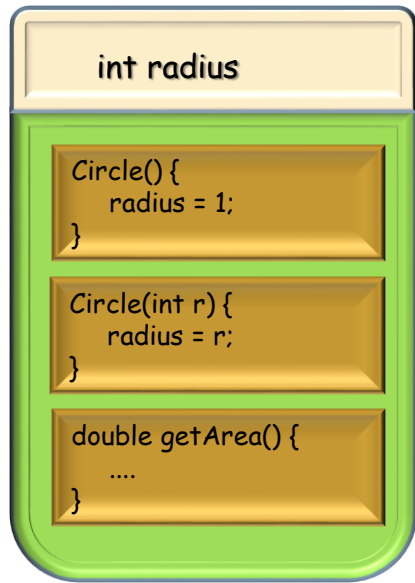 int radius
Circle() {
radius = 1;
}
Circle(int r) {
radius = r;
}
double getArea() {
....
}